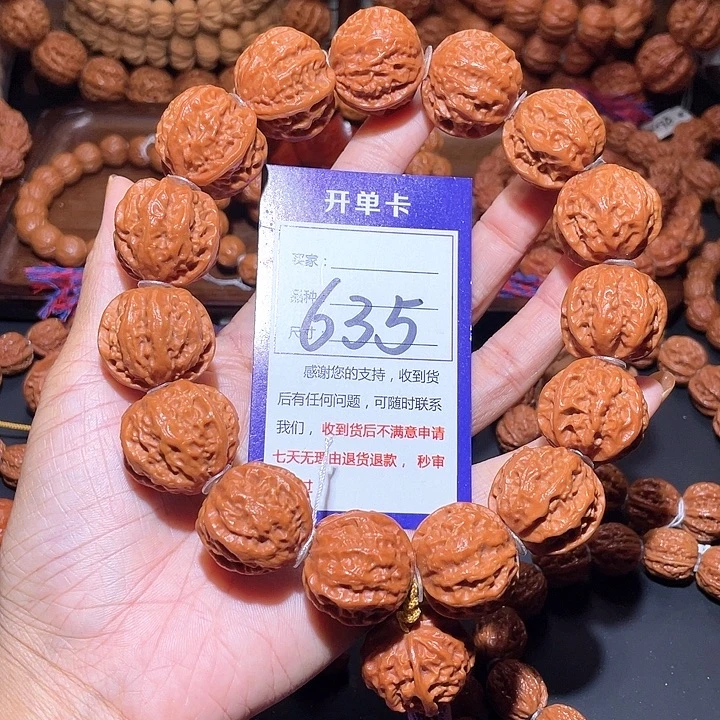 开单卡
买家：
品种
635
尺寸
感谢您的支持，收到货
后有任何问题，可随时联系
我们，收到货后不满意申请
七天无理由退货退款，秒审